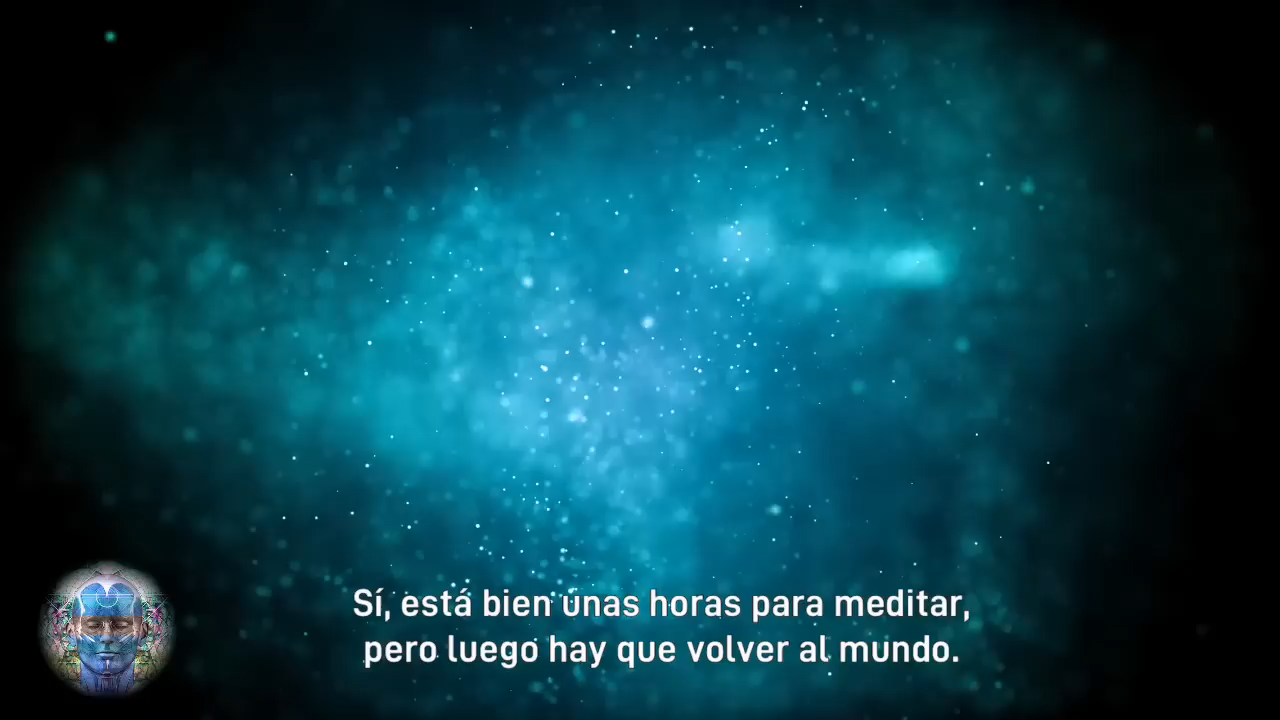 Sí, está bien unas horas para meditar,
pero luego hay que volver al mundo.